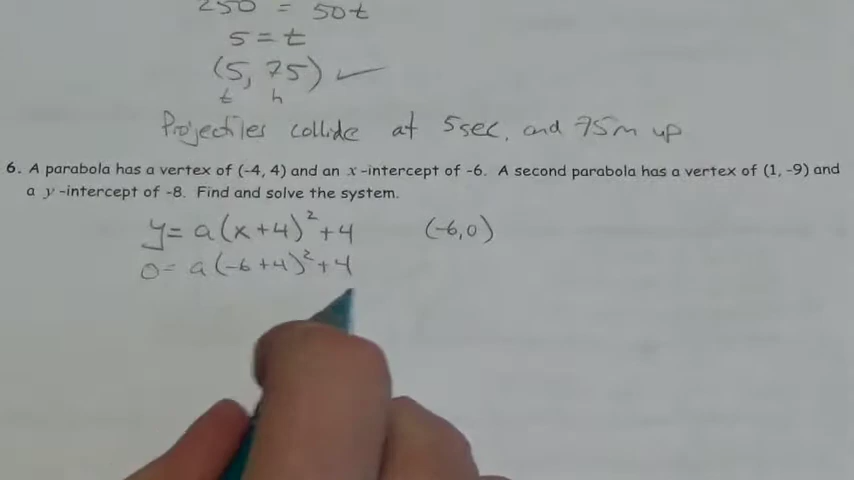 250 = 50t
5 = t
(5, 75) ✓
t h
Projectiles collide at 5 sec. and 75m up
6. A parabola has a vertex of (-4, 4) and an x-intercept of -6. A second parabola has a vertex of (1, -9) and
a y-intercept of -8. Find and solve the system.
y = a(x+4)² + 4 (-6, 0)
0 = a(-6+4)² + 4